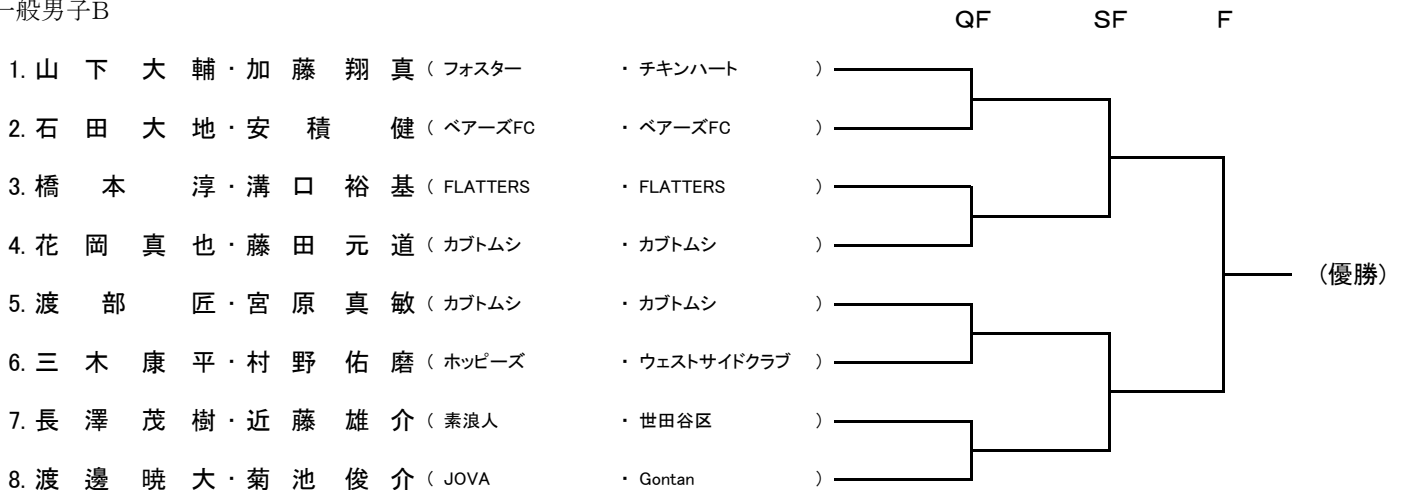 一般男子B
QF SF F
1. 山下大輔・加藤翔真 ( フォスター ・ チキンハート )
2. 石田大地・安積健 ( ベアーズFC ・ ベアーズFC )
3. 橋本淳・溝口裕基 ( FLATTERS ・ FLATTERS )
4. 花岡真也・藤田元道 ( カブトムシ ・ カブトムシ )
(優勝)
5. 渡部匠・宮原真敏 ( カブトムシ ・ カブトムシ )
6. 三木康平・村野佑磨 ( ホッピーズ ・ ウェストサイドクラブ )
7. 長澤茂樹・近藤雄介 ( 素浪人 ・ 世田谷区 )
8. 渡邊暁大・菊池俊介 ( JOVA ・ Gontan )